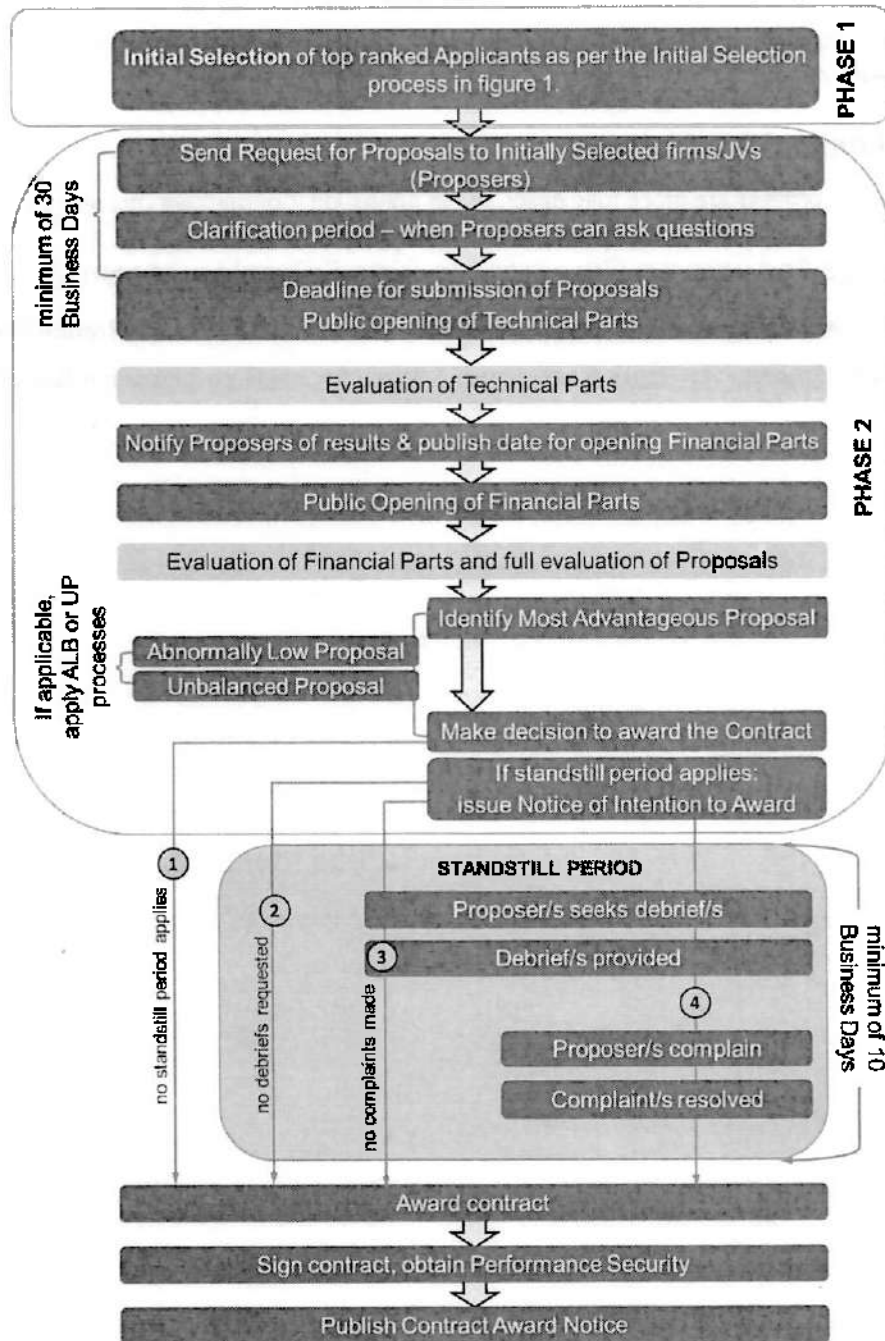 Initial Selection of top ranked Applicants as per the Initial Selection
process in figure 1.
PHASE 1
Send Request for Proposals to Initially Selected firms/JVs
(Proposers)
minimum of 30
Business Days
Clarification period – when Proposers can ask questions
Deadline for submission of Proposals
Public opening of Technical Parts
Evaluation of Technical Parts
Notify Proposers of results & publish date for opening Financial Parts
PHASE 2
Public Opening of Financial Parts
Evaluation of Financial Parts and full evaluation of Proposals
Identify Most Advantageous Proposal
If applicable,
apply ALB or UP
processes
Abnormally Low Proposal
Unbalanced Proposal
Make decision to award the Contract
If standstill period applies:
issue Notice of Intention to Award
1
no standstill period applies
2
no debriefs requested
STANDSTILL PERIOD
Proposer/s seeks debrief/s
3
Debrief/s provided
no complaints made
4
Proposer/s complain
Complaint/s resolved
minimum of 10
Business Days
Award contract
Sign contract, obtain Performance Security
Publish Contract Award Notice